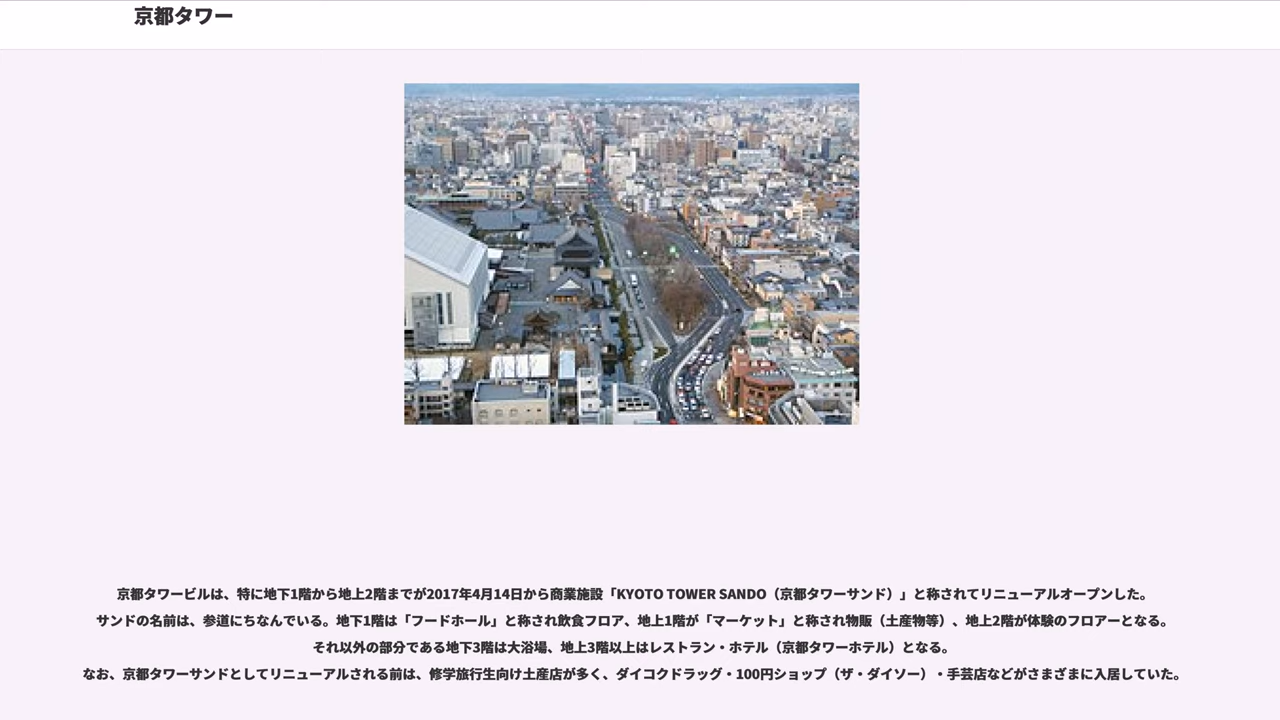 京都タワー
京都タワービルは、特に地下1階から地上2階までが2017年4月14日から商業施設「KYOTO TOWER SANDO（京都タワーサンド）」と称されてリニューアルオープンした。
サンドの名前は、参道にちなんでいる。地下1階は「フードホール」と称され飲食フロア、地上1階が「マーケット」と称され物販（土産物等）、地上2階が体験のフロアーとなる。
それ以外の部分である地下3階は大浴場、地上3階以上はレストラン・ホテル（京都タワーホテル）となる。
なお、京都タワーサンドとしてリニューアルされる前は、修学旅行生向け土産店が多く、ダイコクドラッグ・100円ショップ（ザ・ダイソー）・手芸店などがさまざまに入居していた。